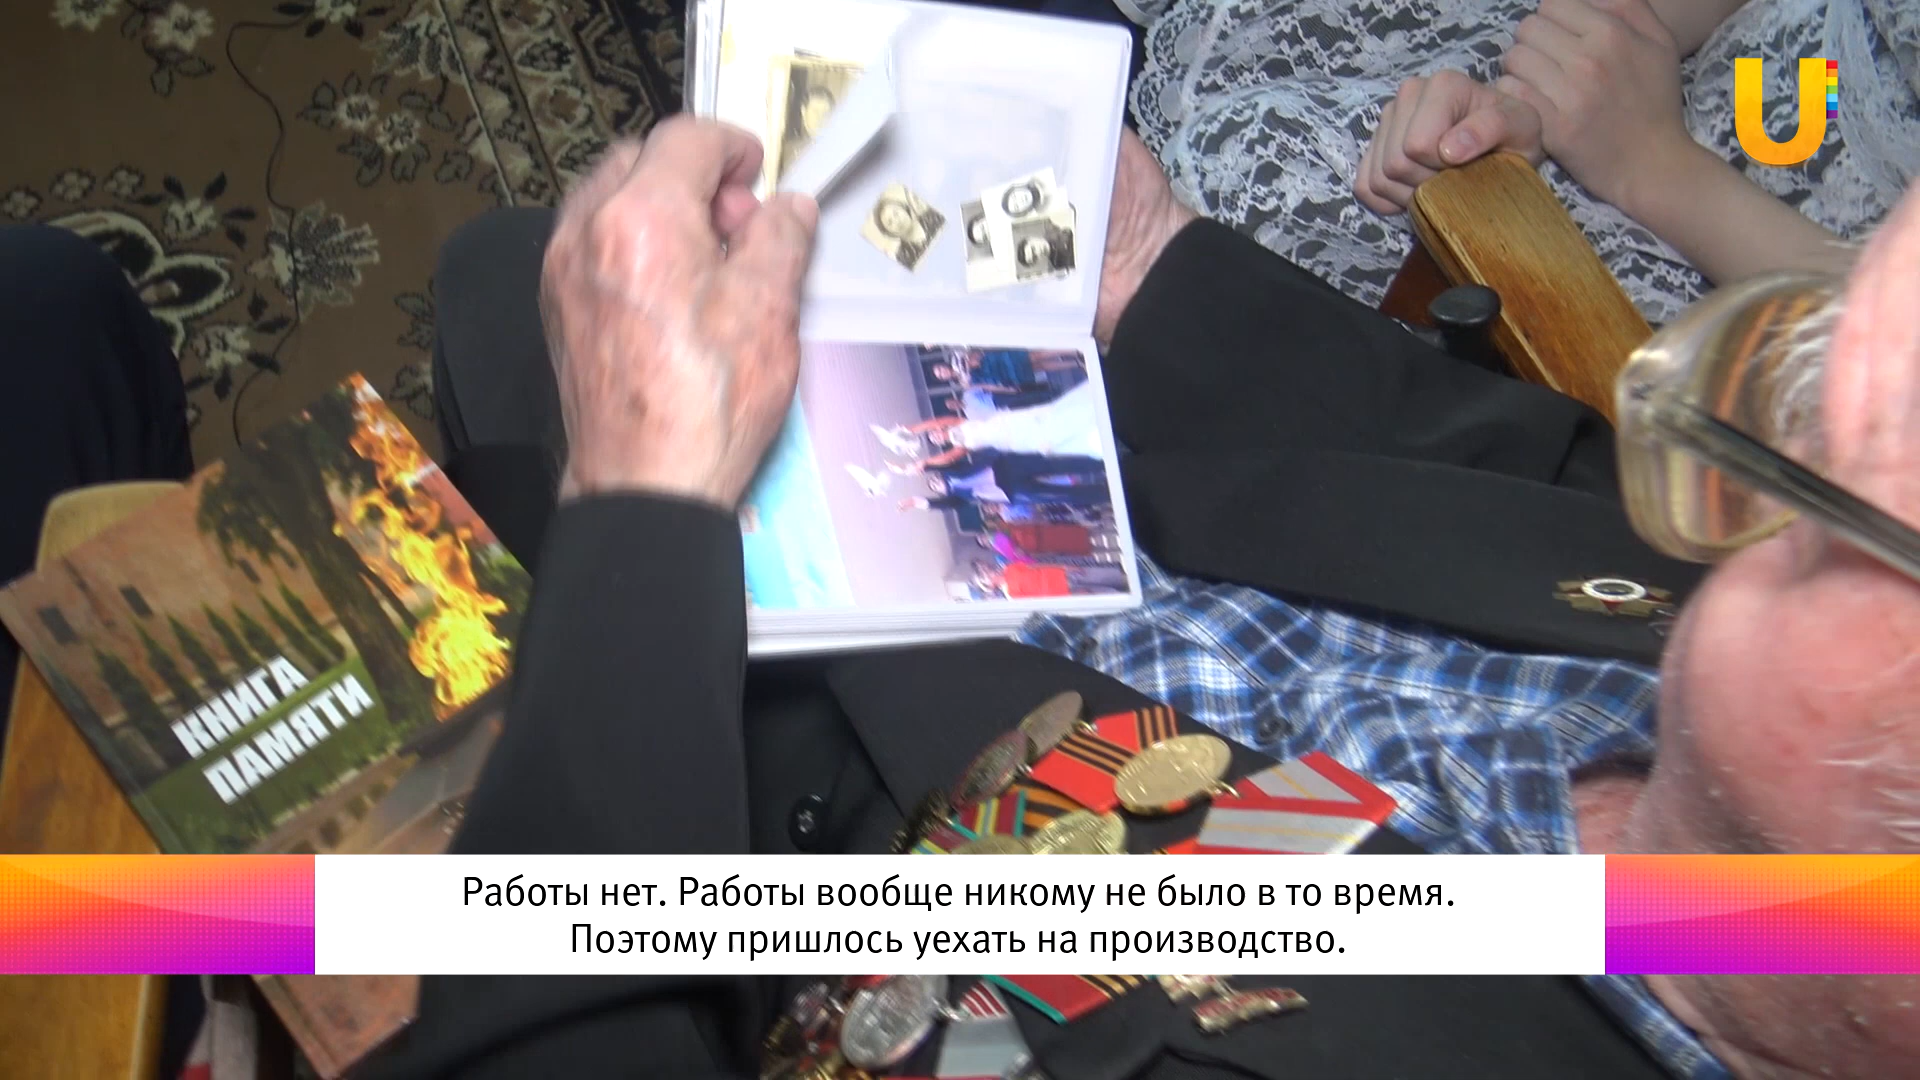 U
КНИГА
ПАМЯТИ
Работы нет. Работы вообще никому не было в то время.
Поэтому пришлось уехать на производство.